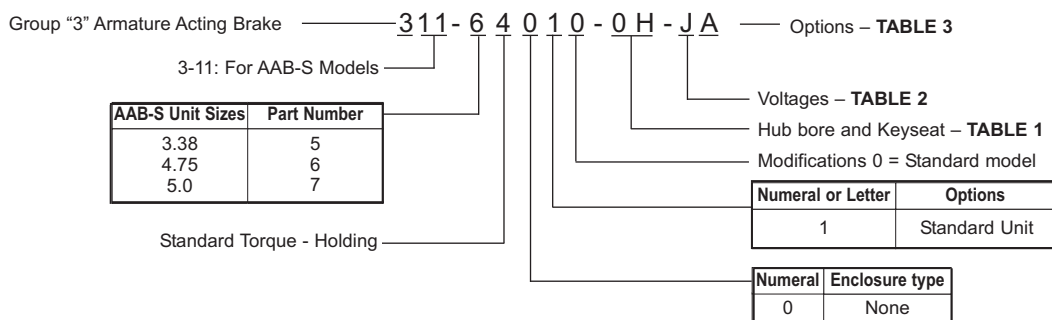 Group “3” Armature Acting Brake 311-64010-0H-JA Options – TABLE 3
3-11: For AAB-S Models
Voltages – TABLE 2
AAB-S Unit Sizes Part Number
3.38 5
4.75 6
5.0 7
Hub bore and Keyseat – TABLE 1
Modifications 0 = Standard model
Numeral or Letter Options
1 Standard Unit
Standard Torque - Holding
Numeral Enclosure type
0 None